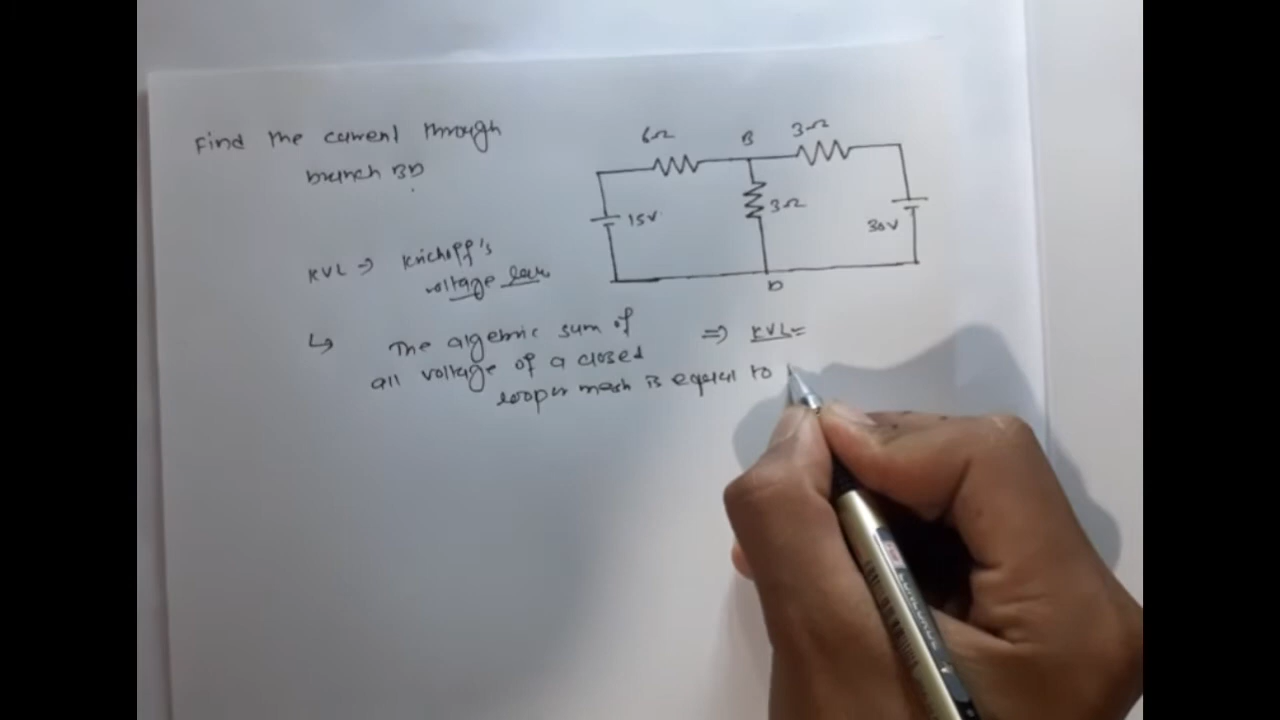 Find the current through
branch BD.
6Ω
B
3Ω
15V
3Ω
30V
D
KVL ⇒ Krichoff's
voltage law
↳ The algebric sum of
all voltage of a closed
loop or mesh is equal to
⇒ KVL=